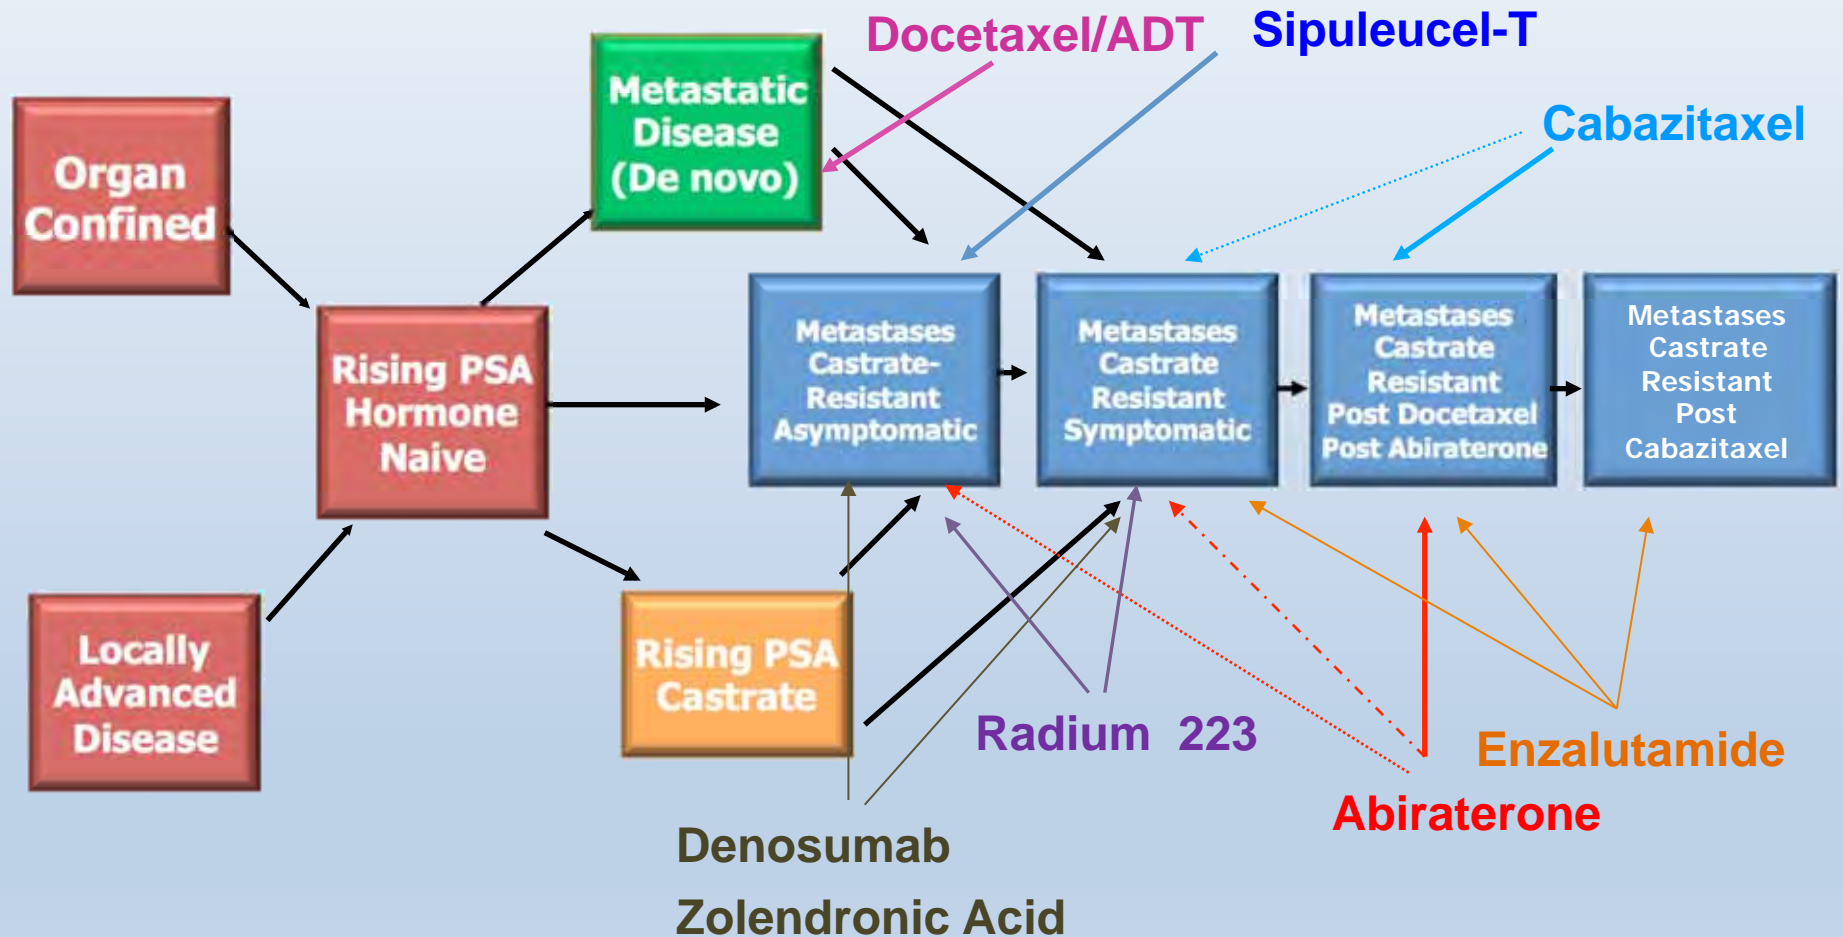 Docetaxel/ADT
Sipuleucel-T
Cabazitaxel
Organ
Confined
Metastatic
Disease
(De novo)
Rising PSA
Hormone
Naive
Locally
Advanced
Disease
Rising PSA
Castrate
Metastases
Castrate-
Resistant
Asymptomatic
Metastases
Castrate
Resistant
Symptomatic
Metastases
Castrate
Resistant
Post Docetaxel
Post Abiraterone
Metastases
Castrate
Resistant
Post
Cabazitaxel
Radium 223
Enzalutamide
Abiraterone
Denosumab
Zolendronic Acid